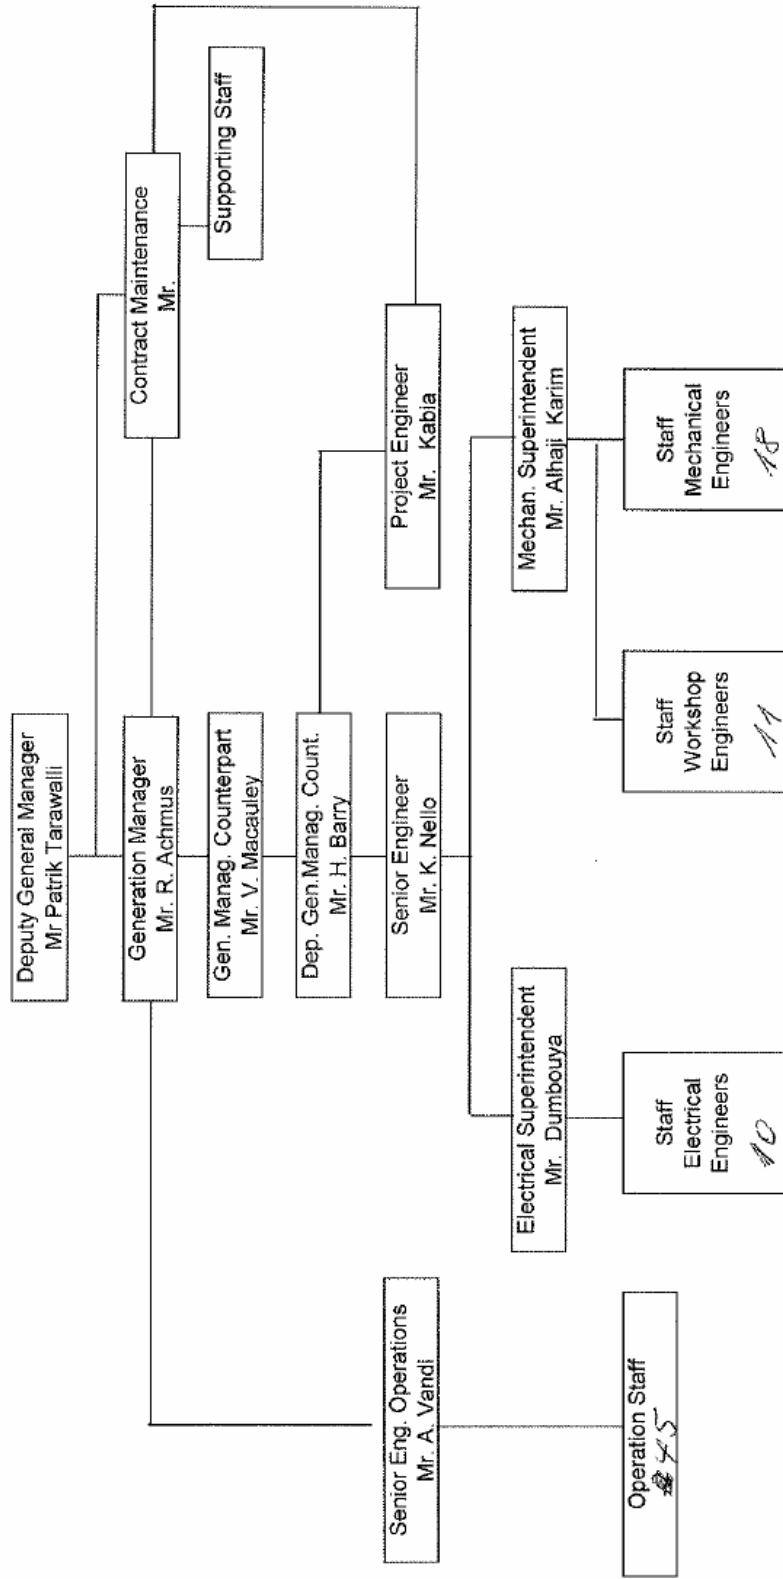 Deputy General Manager
Mr Patrik Tarawalli
Generation Manager
Mr. R. Achmus
Contract Maintenance
Mr.
Gen. Manag. Counterpart
Mr. V. Macauley
Supporting Staff
Dep. Gen.Manag. Count.
Mr. H. Barry
Senior Eng. Operations
Mr. A. Vandi
Senior Engineer
Mr. K. Nello
Project Engineer
Mr. Kabia
Electrical Superintendent
Mr. Dumbouya
Mechan. Superintendent
Mr. Alhaji Karim
Operation Staff
45
Staff
Electrical
Engineers
10
Staff
Workshop
Engineers
11
Staff
Mechanical
Engineers
18